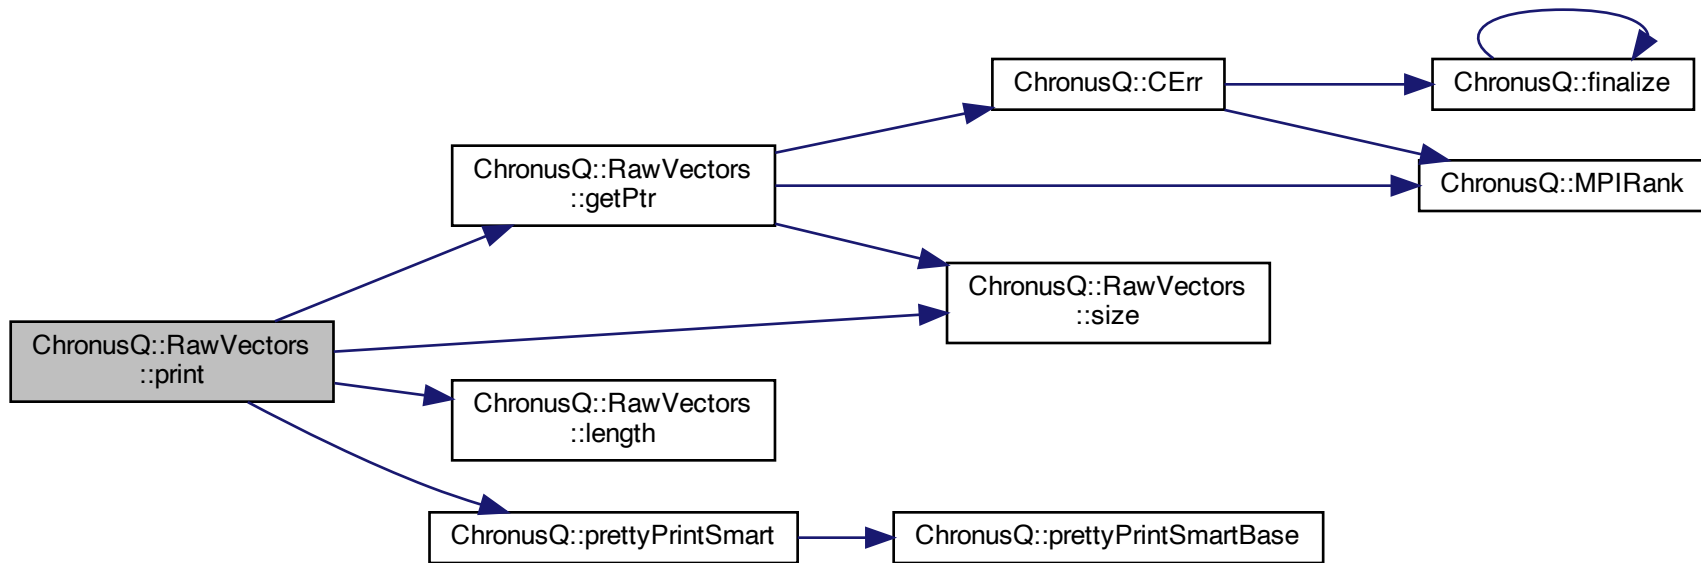 ChronusQ::RawVectors
::print
ChronusQ::RawVectors
::getPtr
ChronusQ::CErr
ChronusQ::finalize
ChronusQ::MPIRank
ChronusQ::RawVectors
::size
ChronusQ::RawVectors
::length
ChronusQ::prettyPrintSmart
ChronusQ::prettyPrintSmartBase